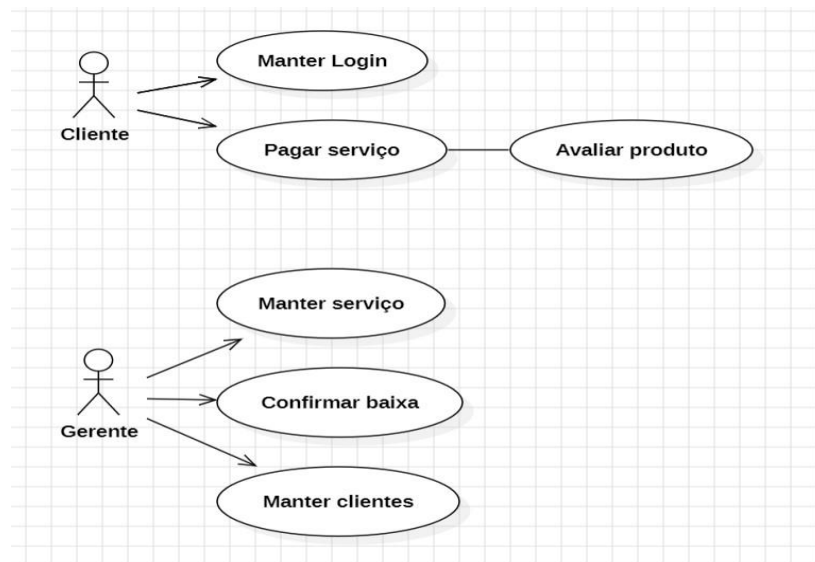 Manter Login
Cliente
Pagar serviço
Avaliar produto
Manter serviço
Confirmar baixa
Gerente
Manter clientes